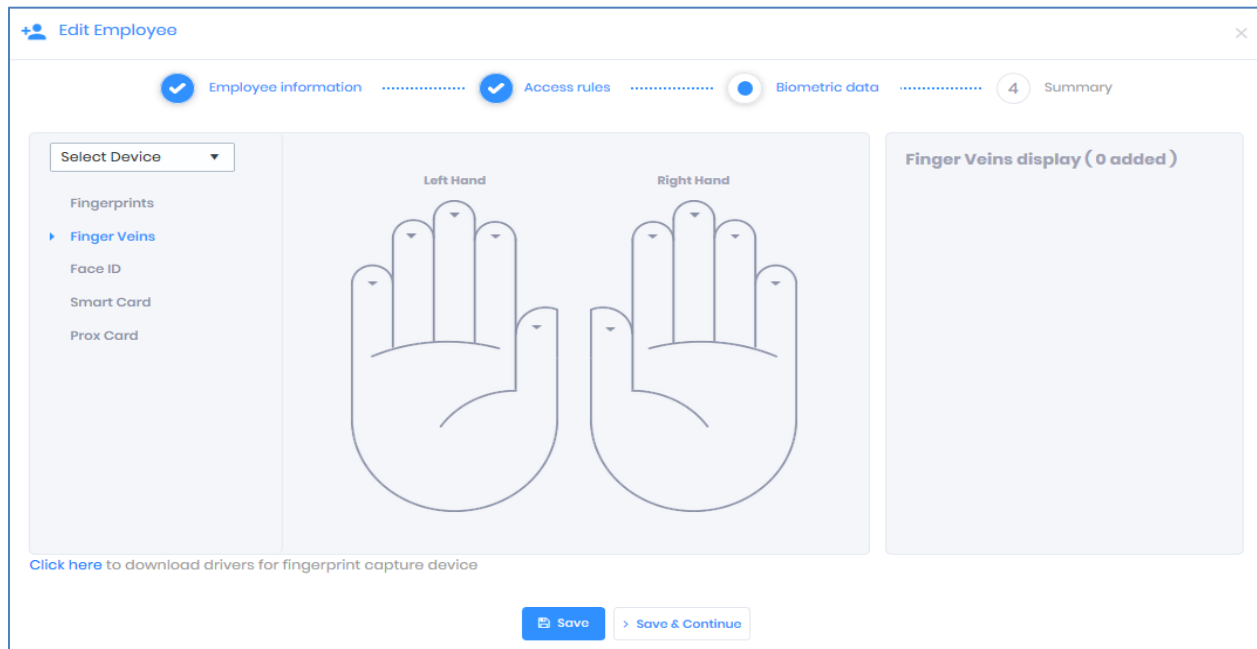 Edit Employee
Employee information
Access rules
Biometric data
4 Summary
Select Device
Fingerprints
Finger Veins
Face ID
Smart Card
Prox Card
Left Hand
Right Hand
Finger Veins display ( 0 added )
Click here to download drivers for fingerprint capture device
Save
> Save & Continue